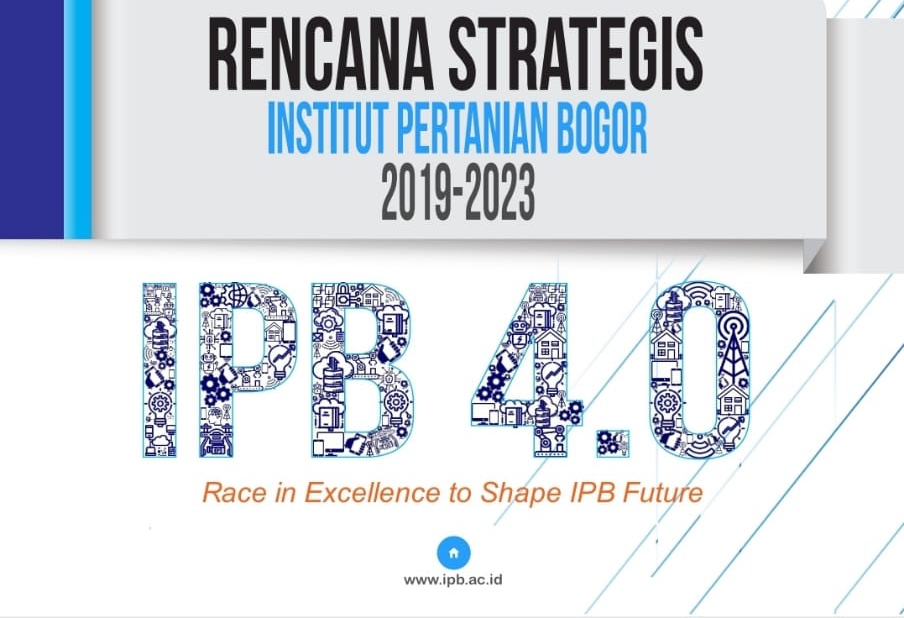 RENCANA STRATEGIS
INSTITUT PERTANIAN BOGOR
2019-2023
IPB 4.0
Race in Excellence to Shape IPB Future
www.ipb.ac.id